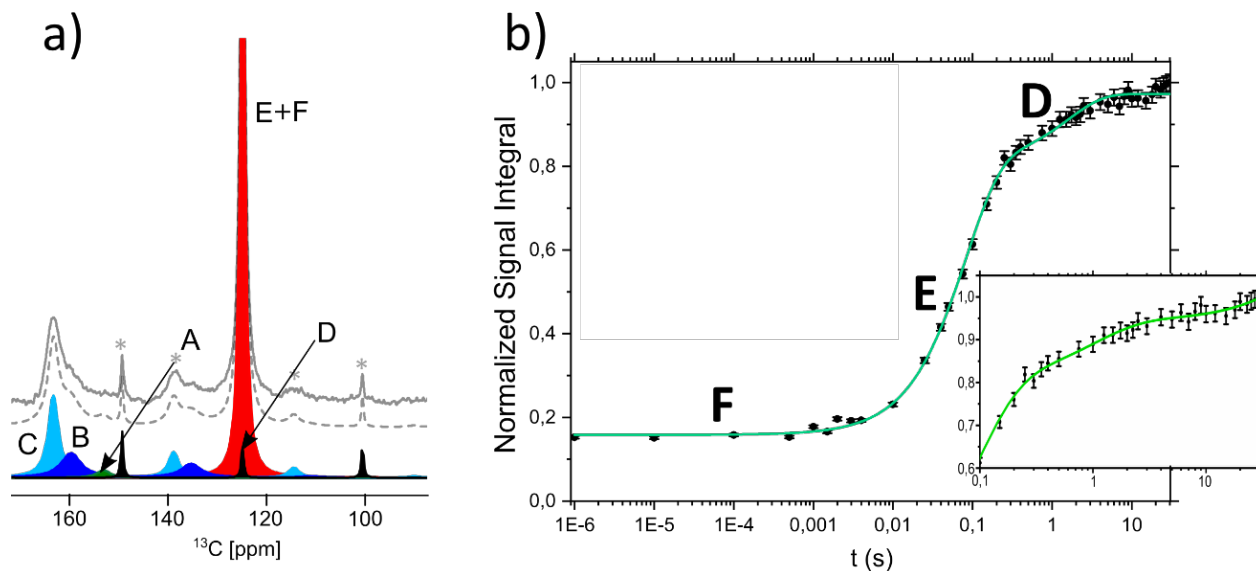 a)
E+F
A
D
*
*
*
*
C
B
160
140
120
100
¹³C [ppm]
b)
Normalized Signal Integral
1,0
0,8
0,6
0,4
0,2
0,0
D
E
F
1E-6
1E-5
1E-4
0,001
0,01
0,1
1
10
t (s)
1,0
0,9
0,8
0,7
0,6
0,1
1
10